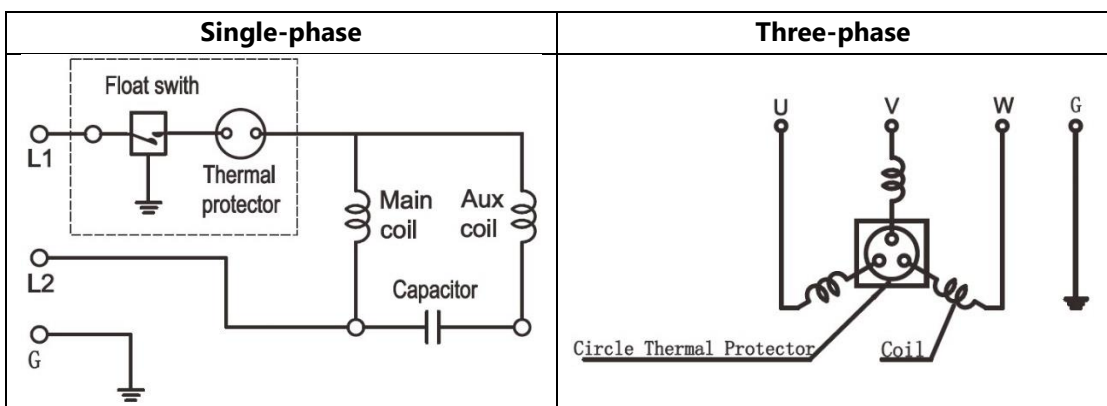 Single-phase
Three-phase
Float swith
L1
Thermal
protector
Main
coil
Aux
coil
L2
Capacitor
G
U
V
W
G
Circle Thermal Protector
Coil